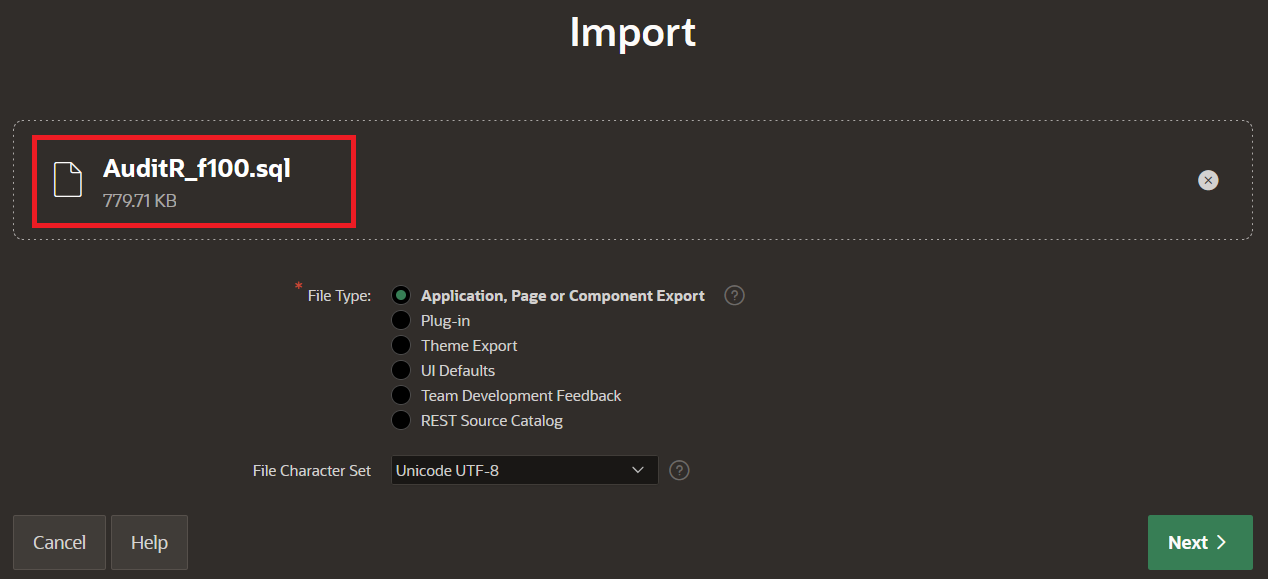 Import
AuditR_f100.sql
779.71 KB
* File Type:
Application, Page or Component Export
?
Plug-in
Theme Export
UI Defaults
Team Development Feedback
REST Source Catalog
File Character Set
Unicode UTF-8
?
Cancel
Help
Next